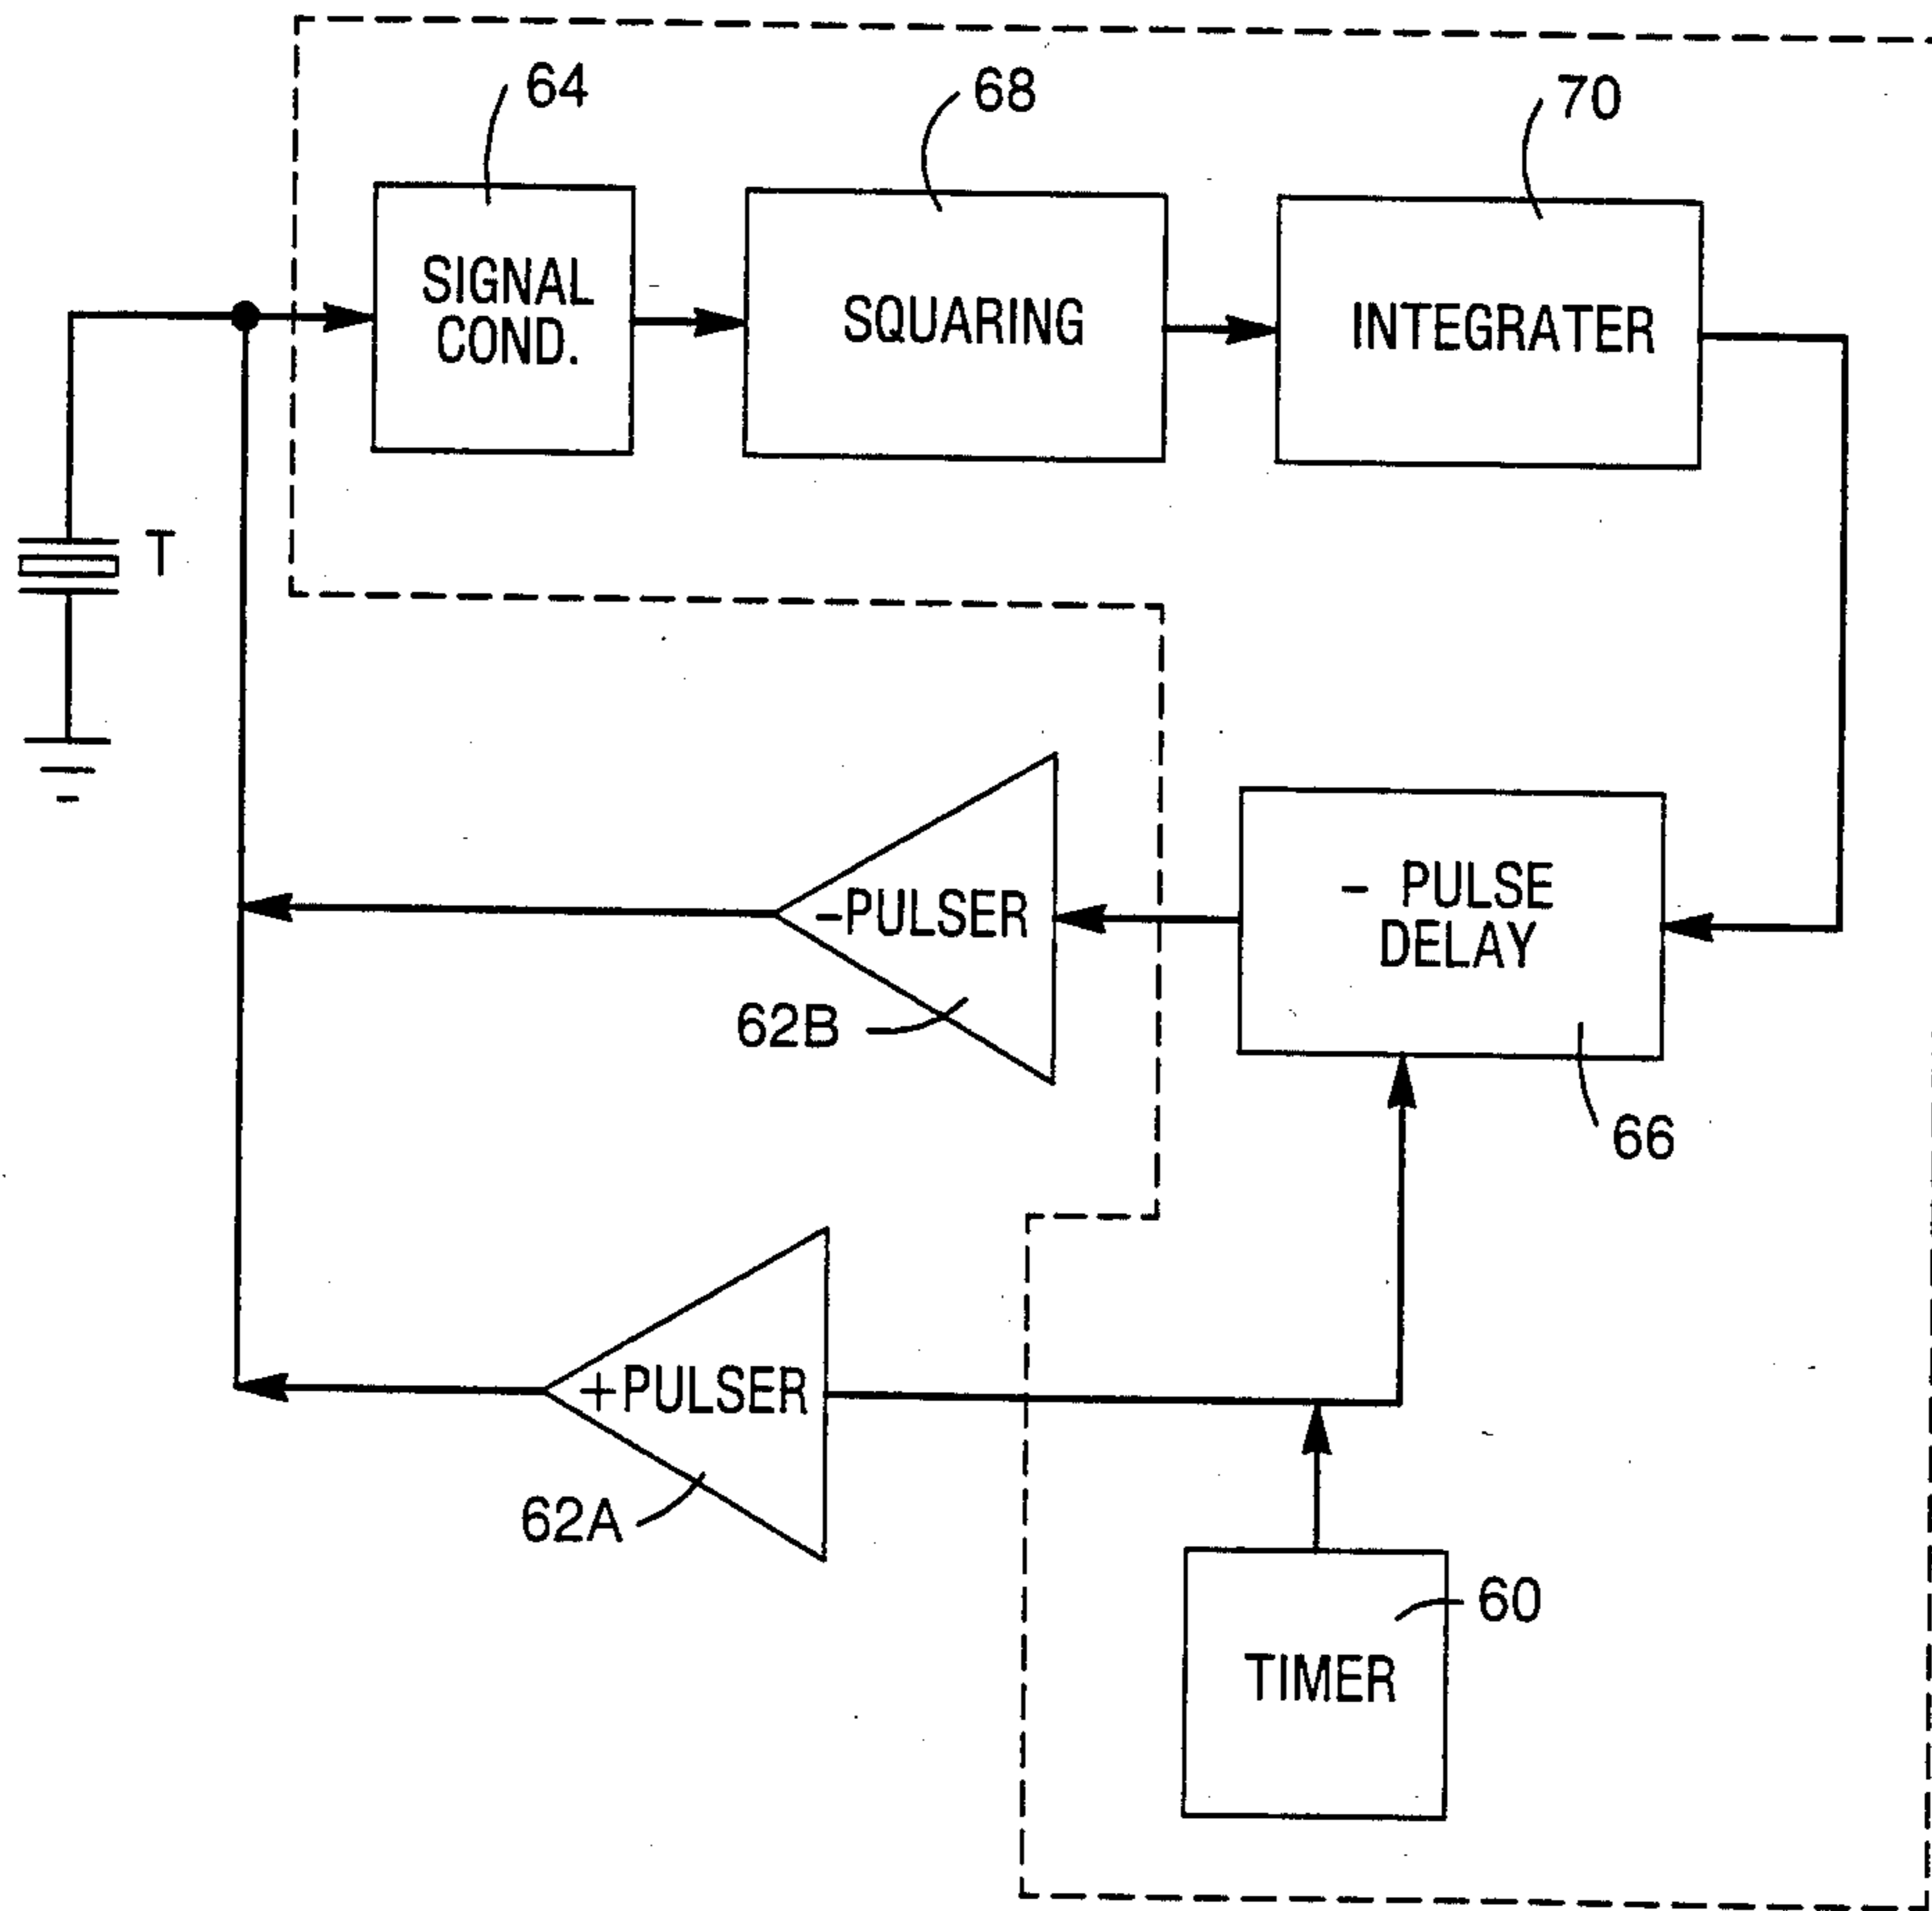 64
68
70
SIGNAL
COND.
SQUARING
INTEGRATER
T
- PULSE
DELAY
-PULSER
62B
66
+PULSER
62A
60
TIMER